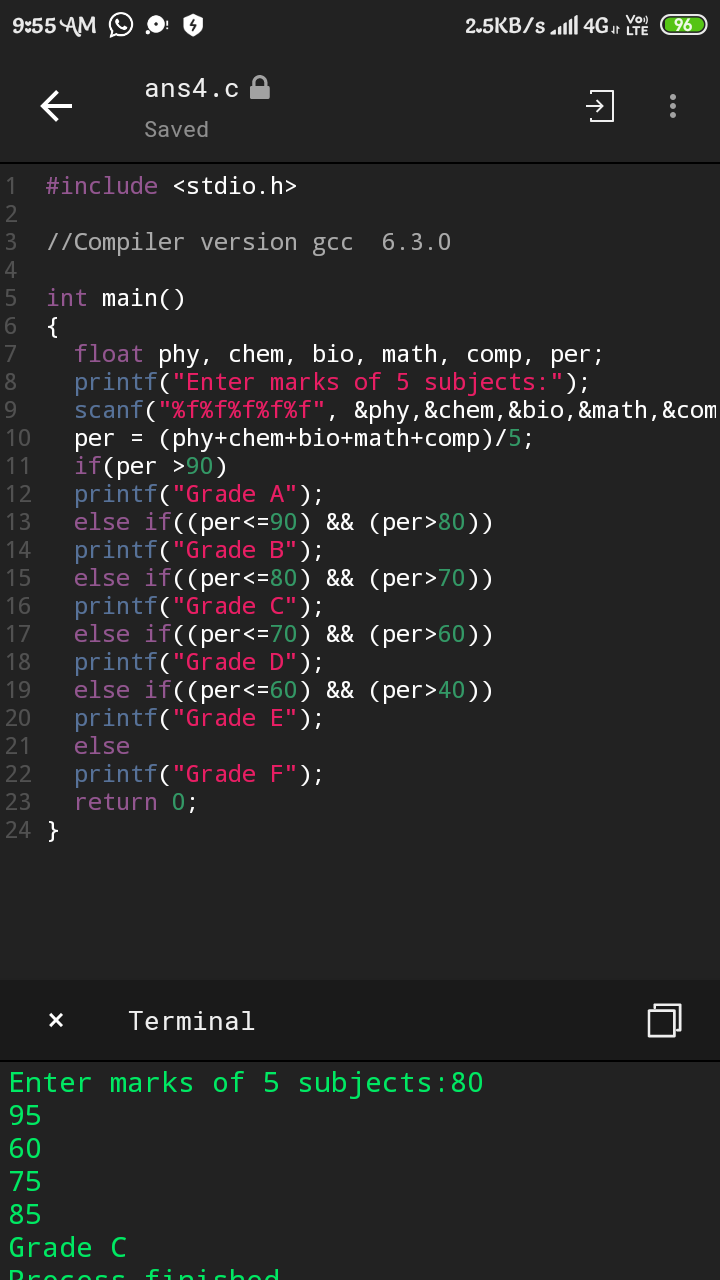 9:55 AM 2.5KB/s 4G VoLTE 96
ans4.c
Saved
1 #include <stdio.h>
2
3 //Compiler version gcc  6.3.0
4
5 int main()
6 {
7   float phy, chem, bio, math, comp, per;
8   printf("Enter marks of 5 subjects:");
9   scanf("%f%f%f%f%f", &phy,&chem,&bio,&math,&com
10   per = (phy+chem+bio+math+comp)/5;
11   if(per >90)
12   printf("Grade A");
13   else if((per<=90) && (per>80))
14   printf("Grade B");
15   else if((per<=80) && (per>70))
16   printf("Grade C");
17   else if((per<=70) && (per>60))
18   printf("Grade D");
19   else if((per<=60) && (per>40))
20   printf("Grade E");
21   else
22   printf("Grade F");
23   return 0;
24 }
× Terminal
Enter marks of 5 subjects:80
95
60
75
85
Grade C
Process finished